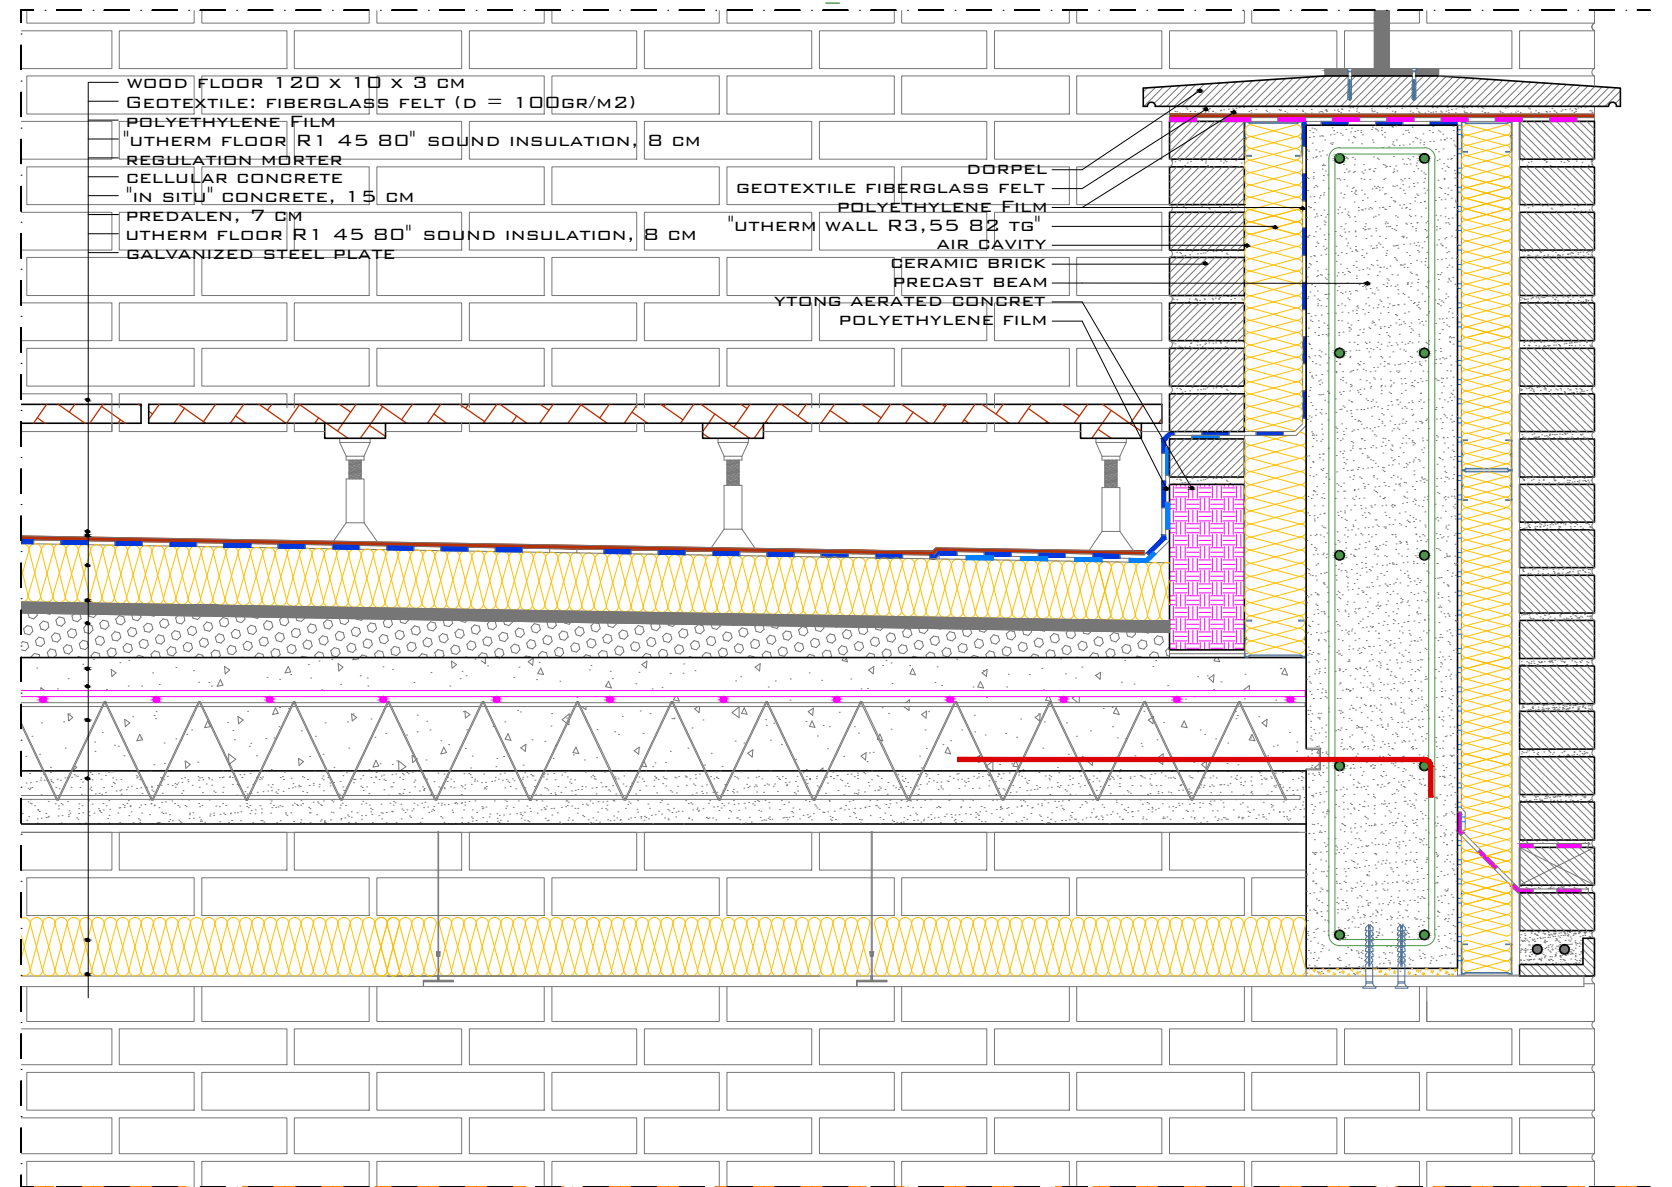 WOOD FLOOR 120 X 10 X 3 CM
GEOTEXTILE: FIBERGLASS FELT (D = 100GR/M2)
POLYETHYLENE FILM
"UTHERM FLOOR R1 45 80" SOUND INSULATION, 8 CM
REGULATION MORTER
CELLULAR CONCRETE
"IN SITU" CONCRETE, 15 CM
PREDALEN, 7 CM
UTHERM FLOOR R1 45 80" SOUND INSULATION, 8 CM
GALVANIZED STEEL PLATE
DORPEL
GEOTEXTILE FIBERGLASS FELT
POLYETHYLENE FILM
"UTHERM WALL R3,55 82 TG"
AIR CAVITY
CERAMIC BRICK
PRECAST BEAM
YTONG AERATED CONCRET
POLYETHYLENE FILM